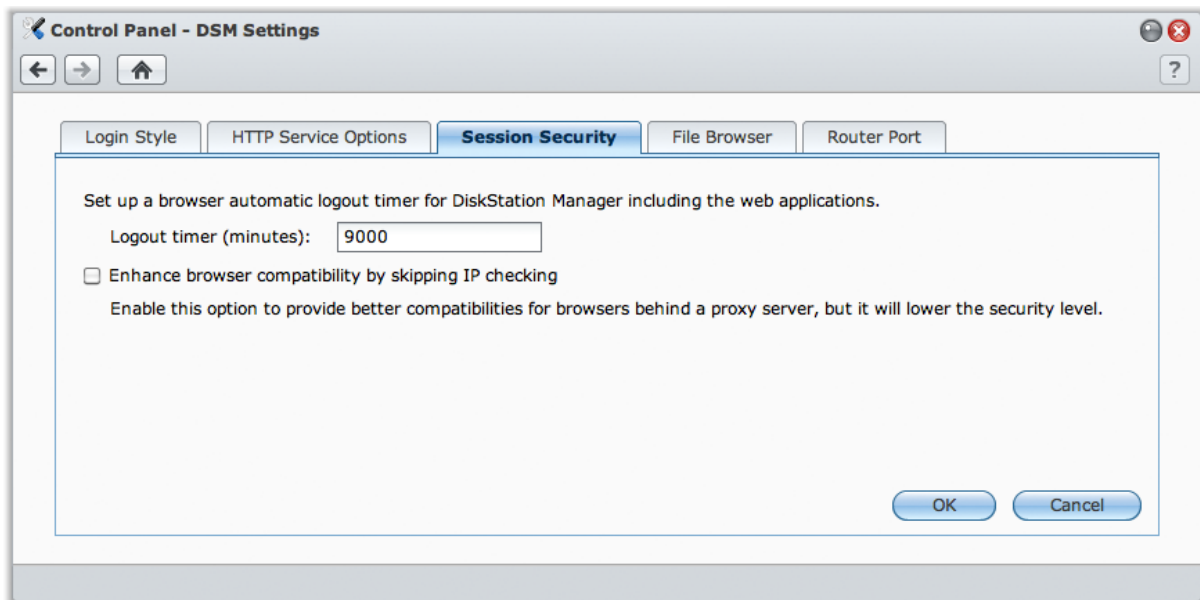 Control Panel - DSM Settings
?
Login Style HTTP Service Options Session Security File Browser Router Port
Set up a browser automatic logout timer for DiskStation Manager including the web applications.
Logout timer (minutes): 9000
Enhance browser compatibility by skipping IP checking
Enable this option to provide better compatibilities for browsers behind a proxy server, but it will lower the security level.
OK Cancel